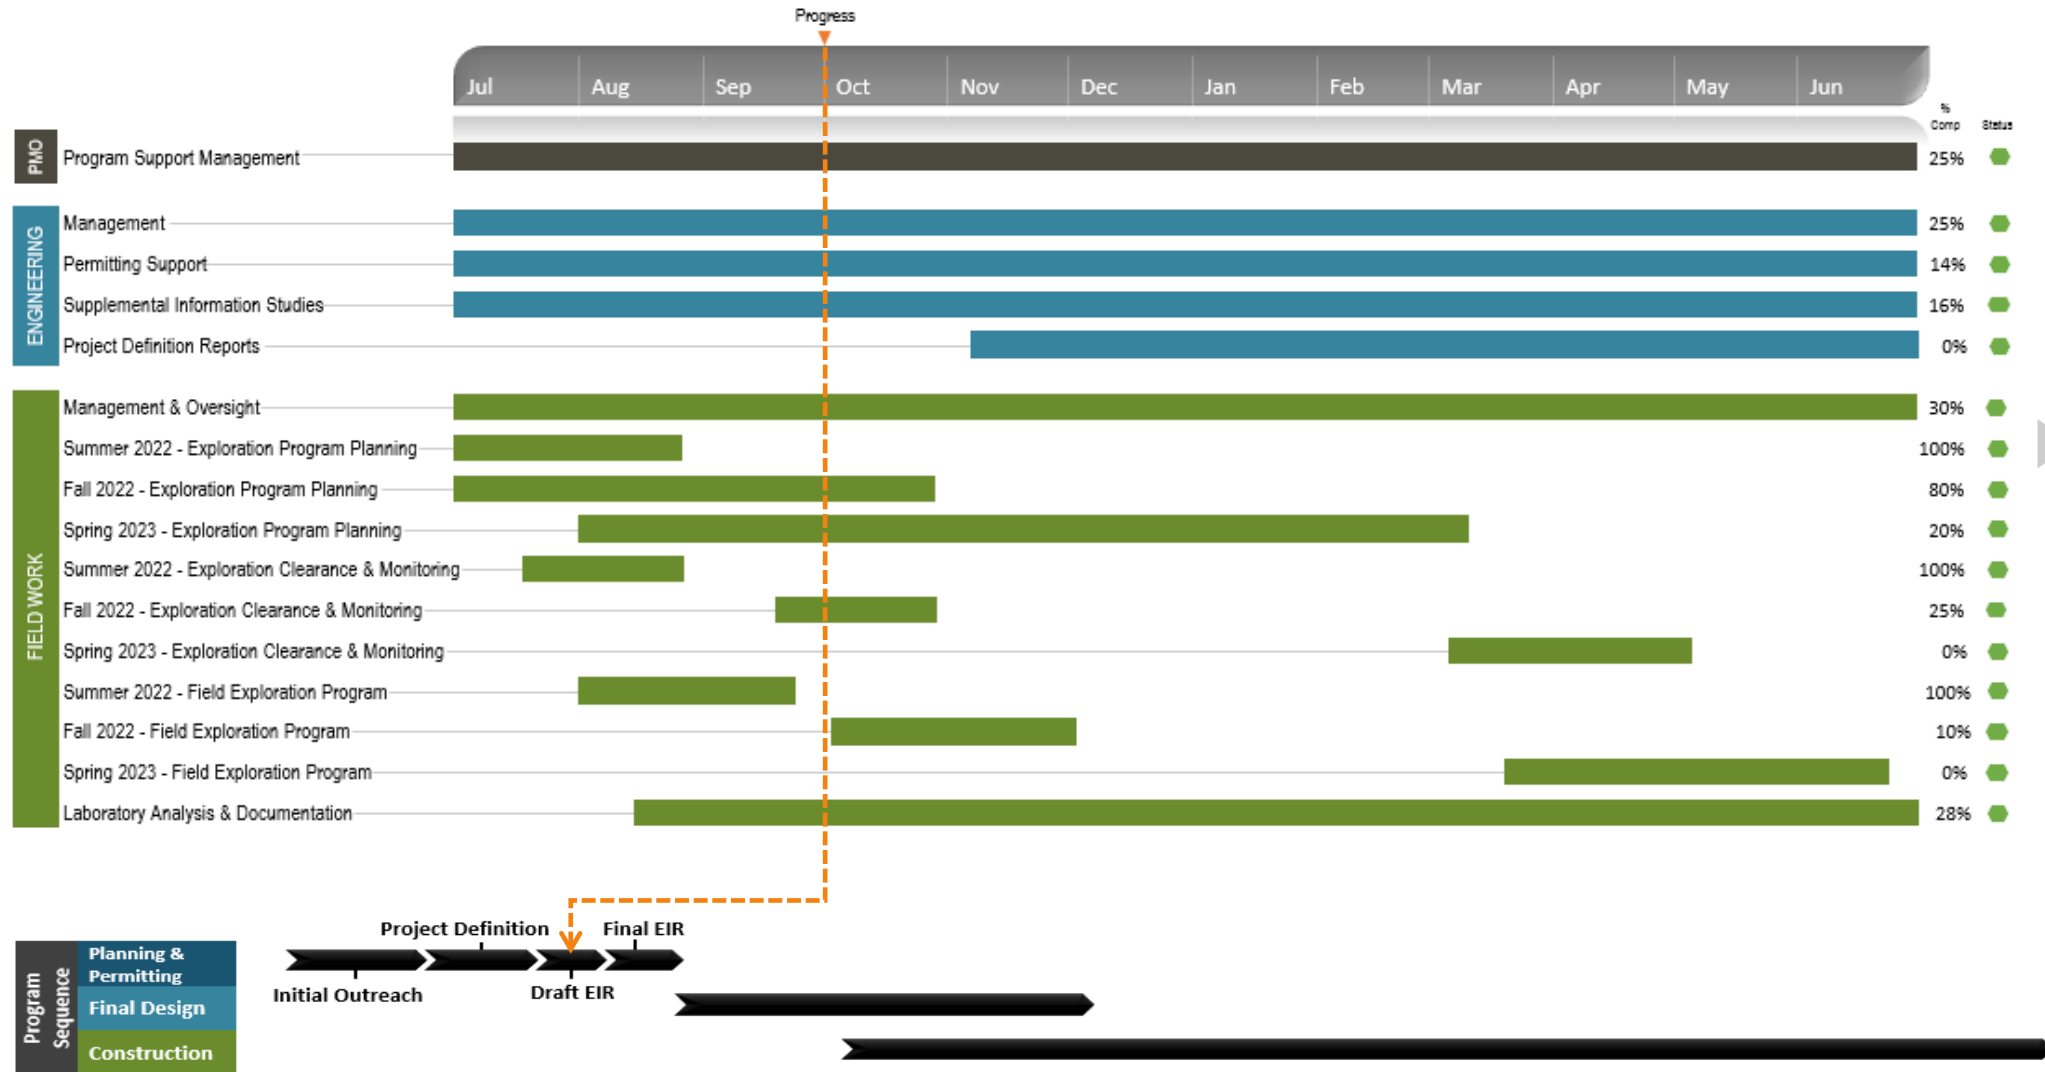 Progress
Jul Aug Sep Oct Nov Dec Jan Feb Mar Apr May Jun
%
Comp Status
PMO
Program Support Management 25%
ENGINEERING
Management 25%
Permitting Support 14%
Supplemental Information Studies 16%
Project Definition Reports 0%
FIELD WORK
Management & Oversight 30%
Summer 2022 - Exploration Program Planning 100%
Fall 2022 - Exploration Program Planning 80%
Spring 2023 - Exploration Program Planning 20%
Summer 2022 - Exploration Clearance & Monitoring 100%
Fall 2022 - Exploration Clearance & Monitoring 25%
Spring 2023 - Exploration Clearance & Monitoring 0%
Summer 2022 - Field Exploration Program 100%
Fall 2022 - Field Exploration Program 10%
Spring 2023 - Field Exploration Program 0%
Laboratory Analysis & Documentation 28%
Project Definition Final EIR
Initial Outreach Draft EIR
Program
Sequence
Planning &
Permitting
Final Design
Construction